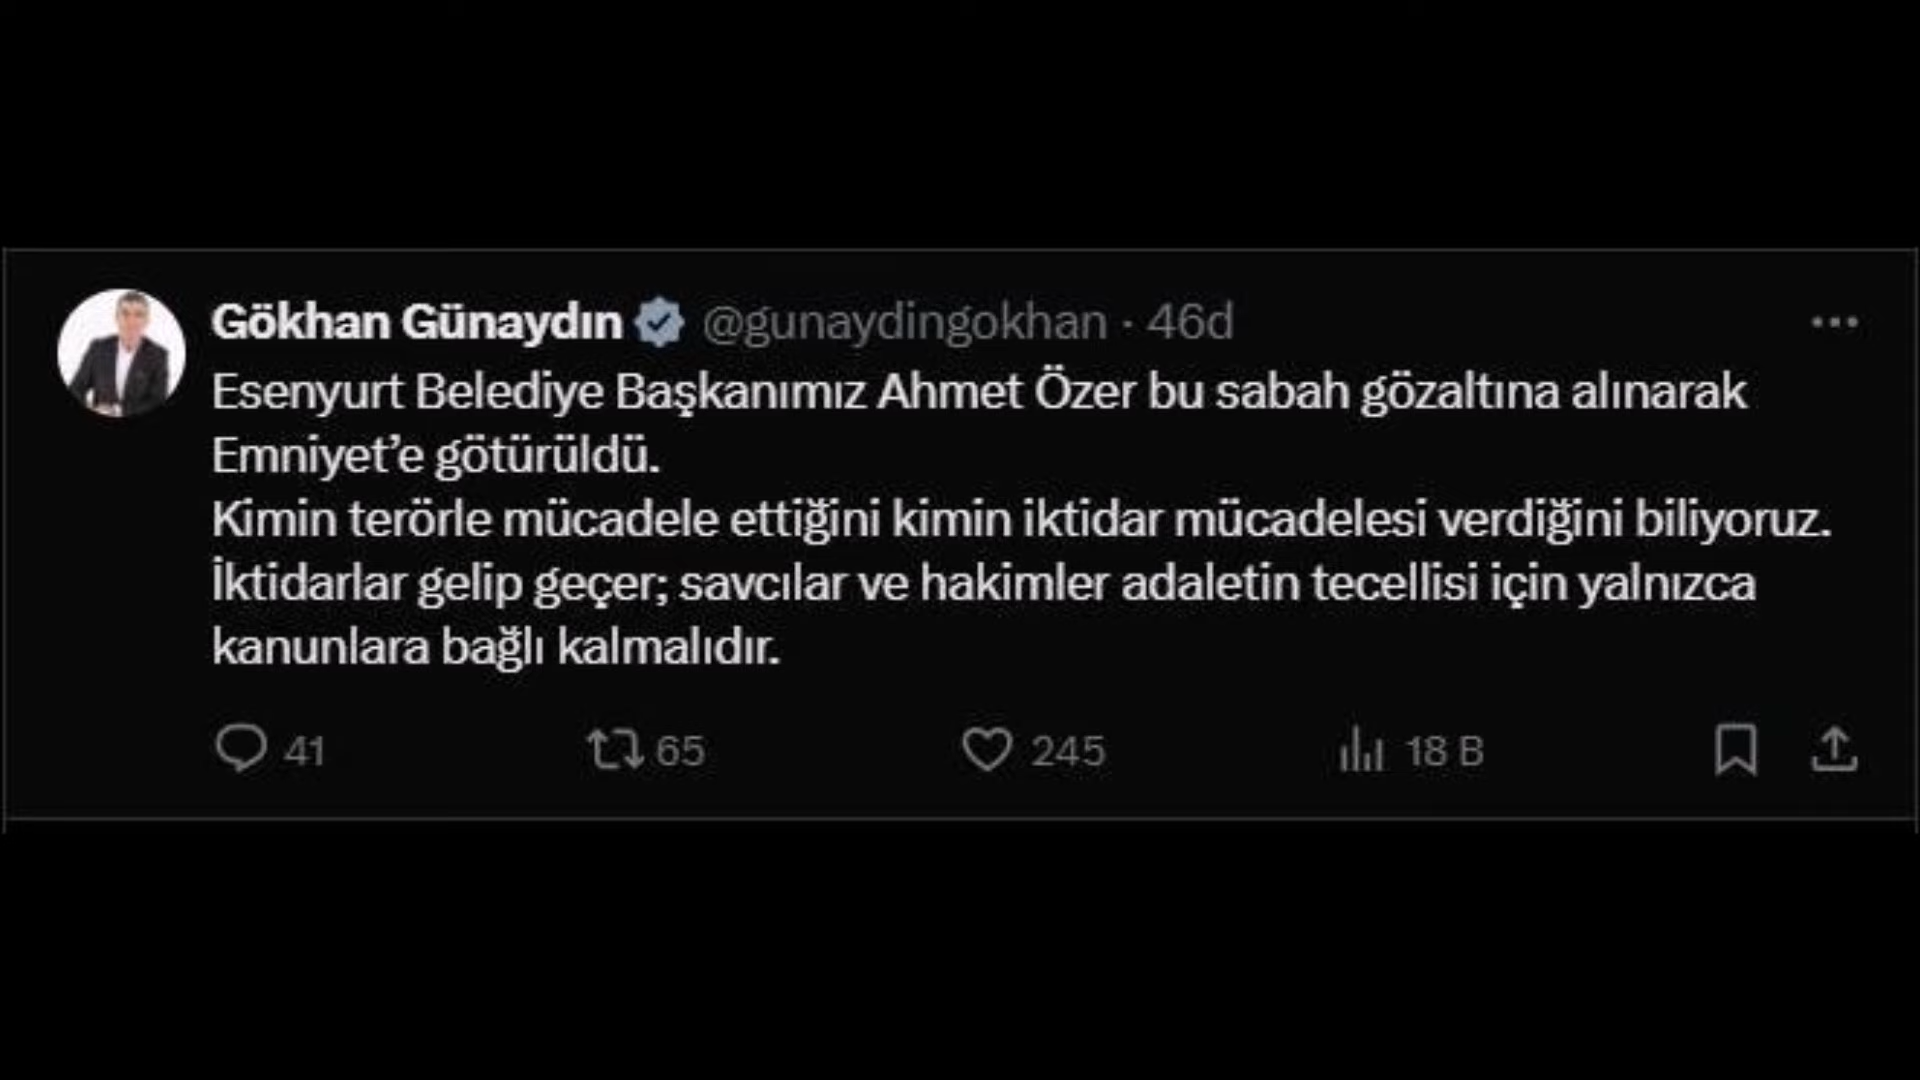 Gökhan Günaydın @gunaydingokhan · 46d
Esenyurt Belediye Başkanımız Ahmet Özer bu sabah gözaltına alınarak
Emniyet’e götürüldü.
Kimin terörle mücadele ettiğini kimin iktidar mücadelesi verdiğini biliyoruz.
İktidarlar gelip geçer; savcılar ve hakimler adaletin tecellisi için yalnızca
kanunlara bağlı kalmalıdır.
41 65 245 18 B